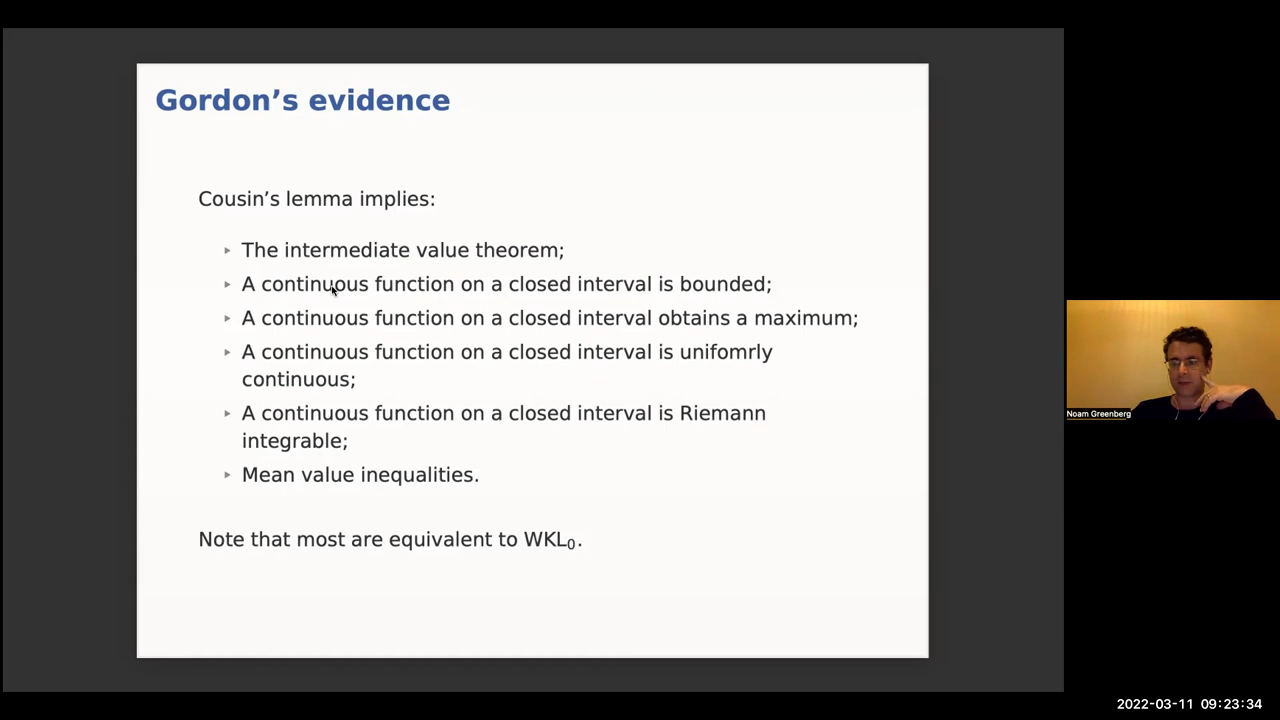 Gordon's evidence
Cousin's lemma implies:
‣ The intermediate value theorem;
‣ A continuous function on a closed interval is bounded;
‣ A continuous function on a closed interval obtains a maximum;
‣ A continuous function on a closed interval is unifomrly
continuous;
‣ A continuous function on a closed interval is Riemann
integrable;
‣ Mean value inequalities.
Note that most are equivalent to WKL₀.
Noam Greenberg
2022-03-11 09:23:34